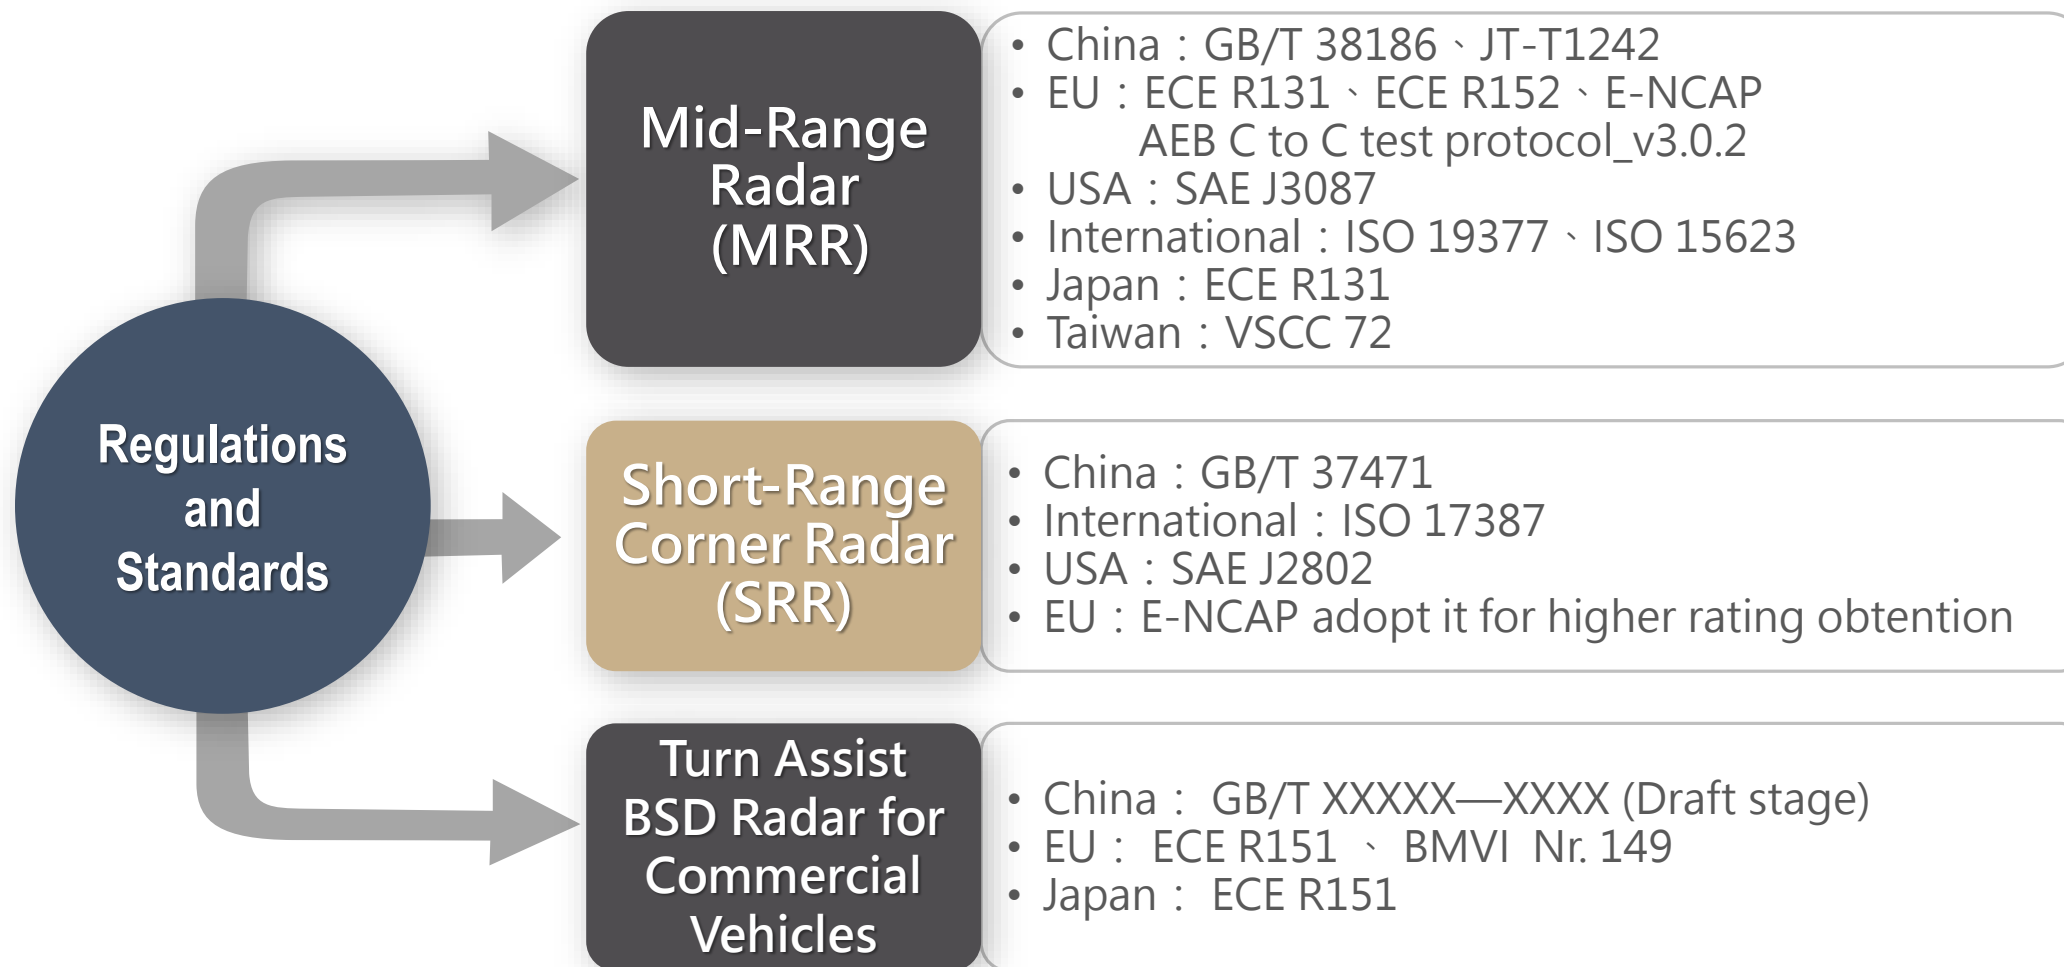 Regulations
and
Standards
Mid-Range
Radar
(MRR)
• China：GB/T 38186、JT-T1242
• EU：ECE R131、ECE R152、E-NCAP
AEB C to C test protocol_v3.0.2
• USA：SAE J3087
• International：ISO 19377、ISO 15623
• Japan：ECE R131
• Taiwan：VSCC 72
Short-Range
Corner Radar
(SRR)
• China：GB/T 37471
• International：ISO 17387
• USA：SAE J2802
• EU：E-NCAP adopt it for higher rating obtention
Turn Assist
BSD Radar for
Commercial
Vehicles
• China： GB/T XXXXX—XXXX (Draft stage)
• EU： ECE R151 、 BMVI Nr. 149
• Japan： ECE R151